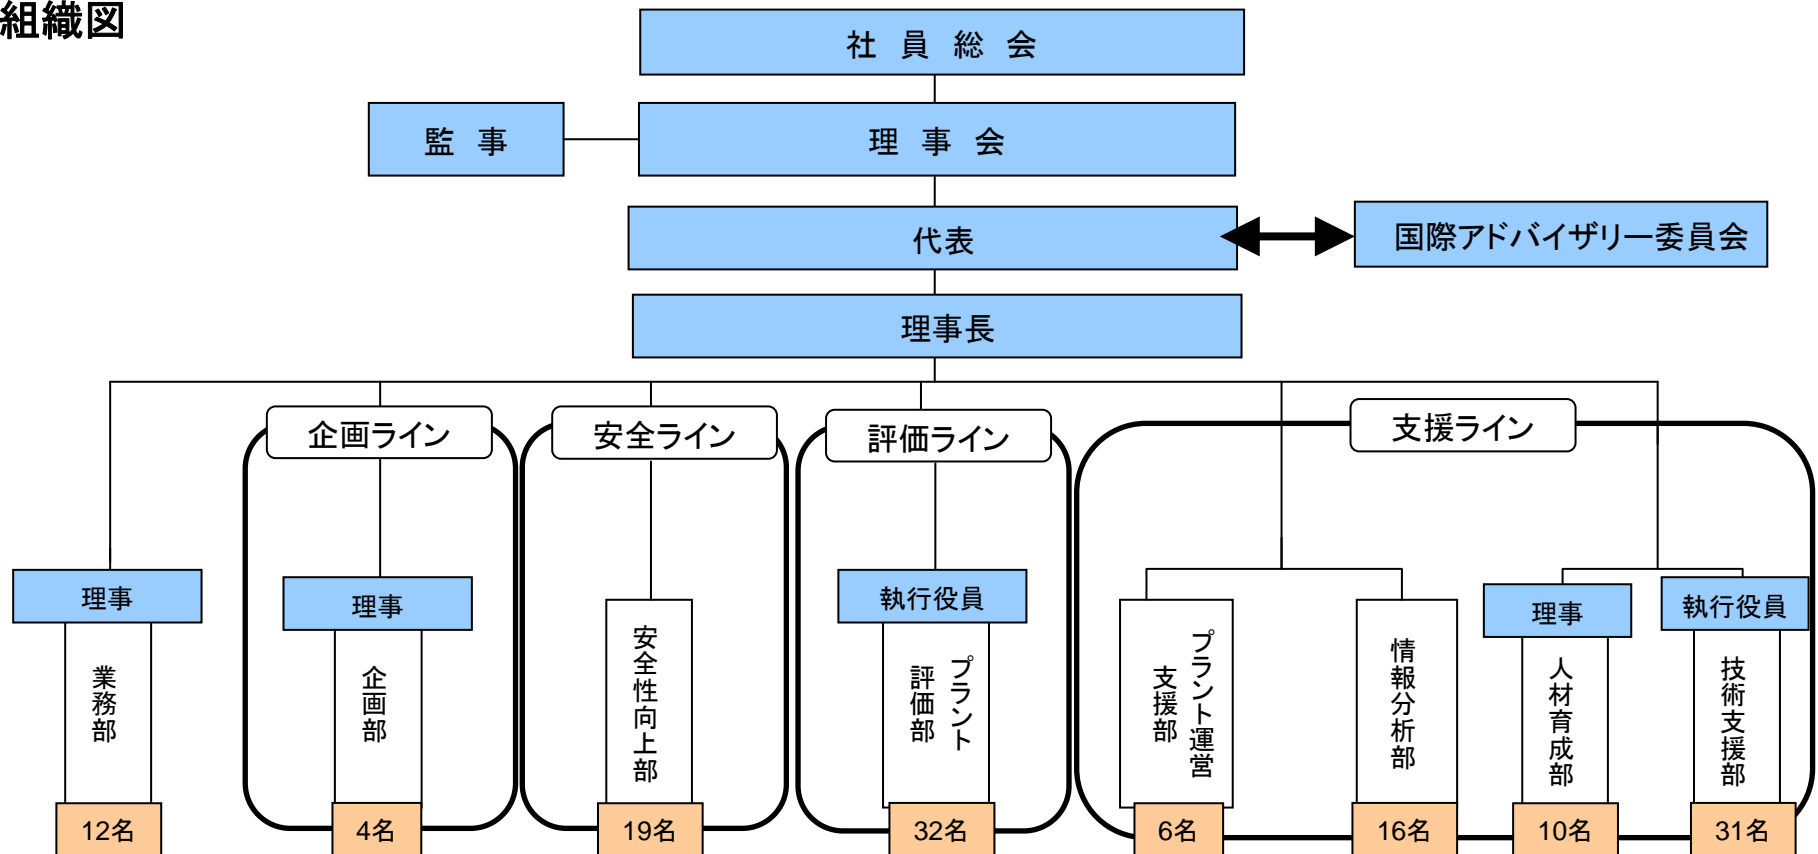 組織図
社 員 総 会
監 事
理 事 会
代表
国際アドバイザリー委員会
理事長
企画ライン
安全ライン
評価ライン
支援ライン
理事
業務部
12名
理事
企画部
4名
安全性向上部
19名
執行役員
プラント
評価部
32名
プラント運営
支援部
6名
情報分析部
16名
理事
人材育成部
10名
執行役員
技術支援部
31名